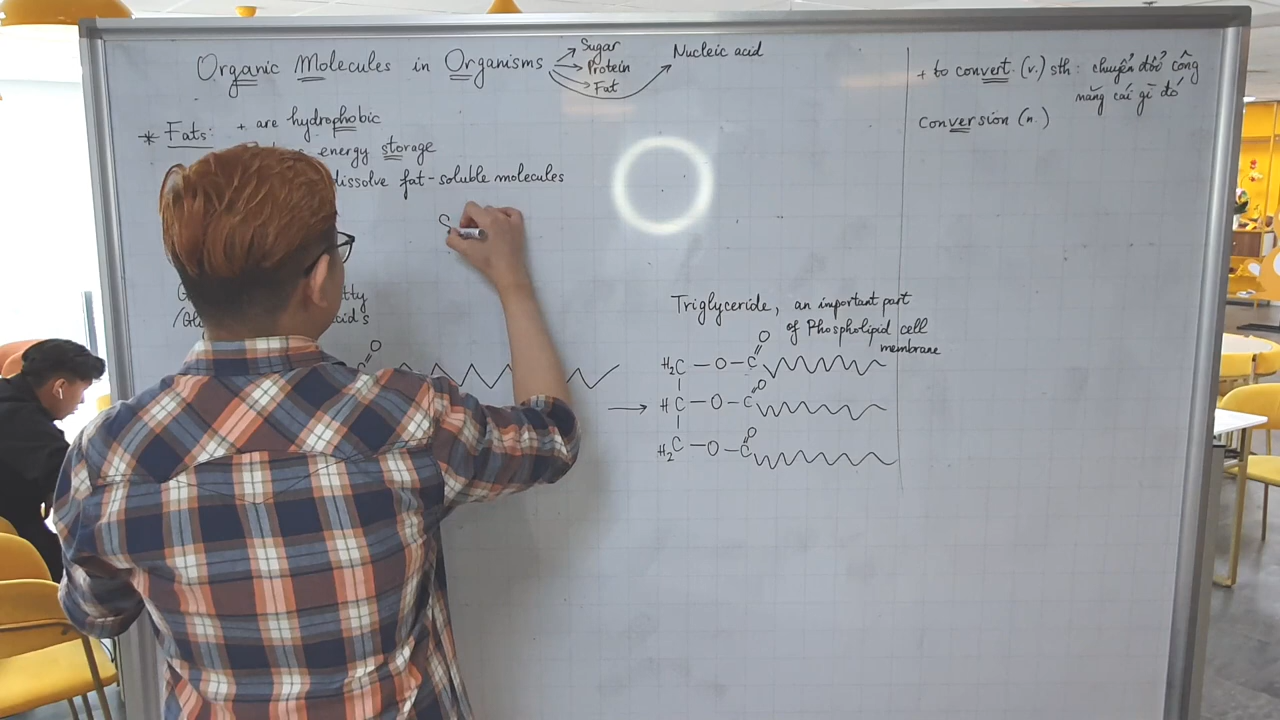 Organic Molecules in Organisms
Sugar
Protein
Fat
Nucleic acid
* Fats: + are hydrophobic
energy storage
dissolve fat-soluble molecules
S
Triglyceride, an important part
of Phospholipid cell
membrane
O
H₂C — O — C
O
HC — O — C
O
H₂C — O — C
O
+ to convert (v.) sth: chuyển đổi công
năng cái gì đó
conversion (n.)